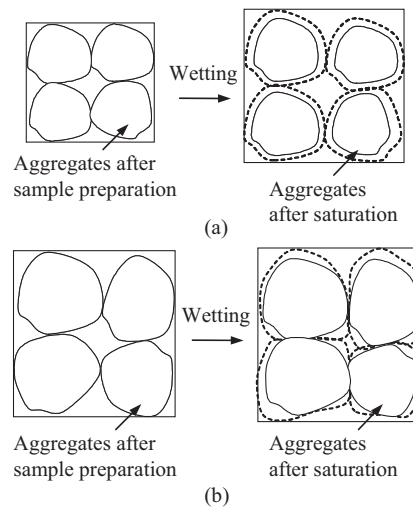 Wetting
Aggregates after
sample preparation
Aggregates
after saturation
(a)
Wetting
Aggregates after
sample preparation
Aggregates
after saturation
(b)